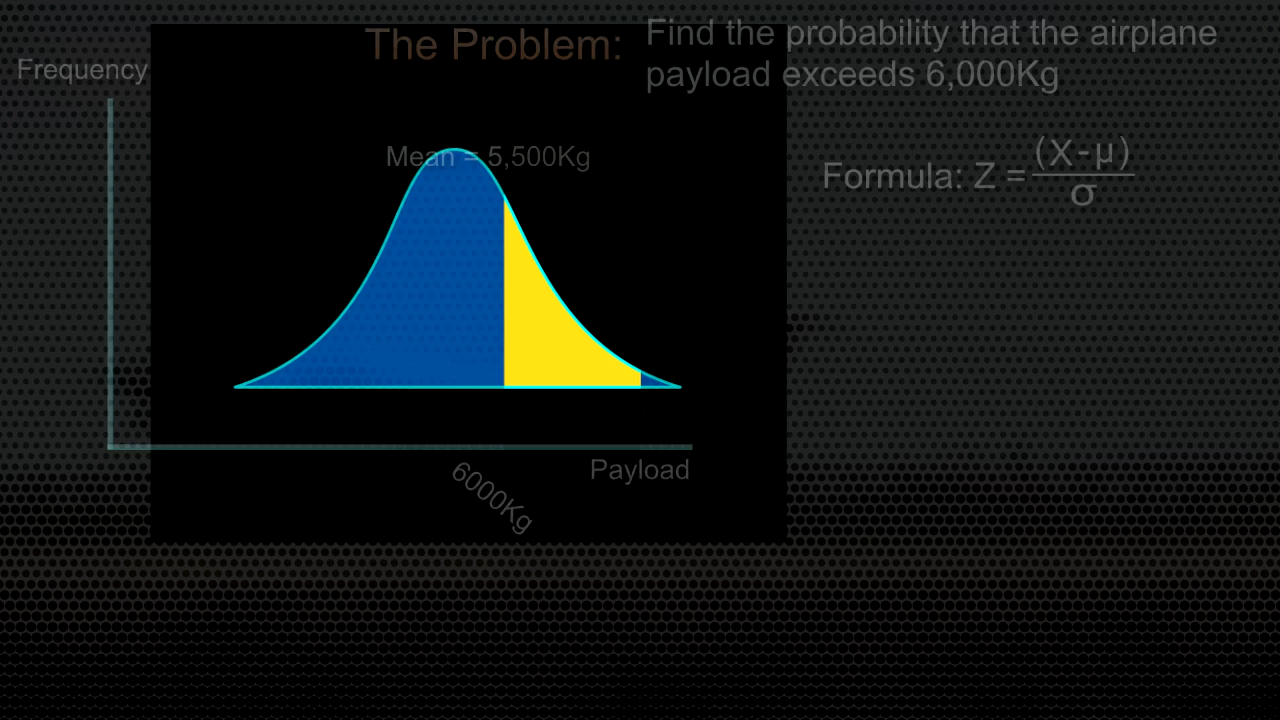 The Problem:
Find the probability that the airplane
payload exceeds 6,000Kg
Frequency
Mean = 5,500Kg
Formula: Z = (X-μ)
σ
Payload
6000Kg